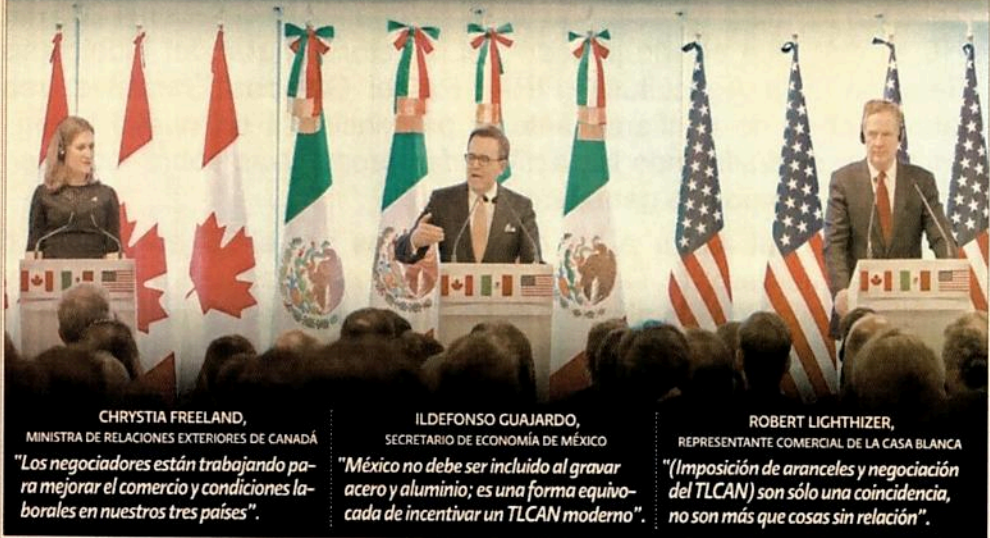 CHRYSTIA FREELAND,
MINISTRA DE RELACIONES EXTERIORES DE CANADÁ
"Los negociadores están trabajando pa-
ra mejorar el comercio y condiciones la-
borales en nuestros tres países".
ILDEFONSO GUAJARDO,
SECRETARIO DE ECONOMÍA DE MÉXICO
"México no debe ser incluido al gravar
acero y aluminio; es una forma equivo-
cada de incentivar un TLCAN moderno".
ROBERT LIGHTHIZER,
REPRESENTANTE COMERCIAL DE LA CASA BLANCA
"(Imposición de aranceles y negociación
del TLCAN) son sólo una coincidencia,
no son más que cosas sin relación".